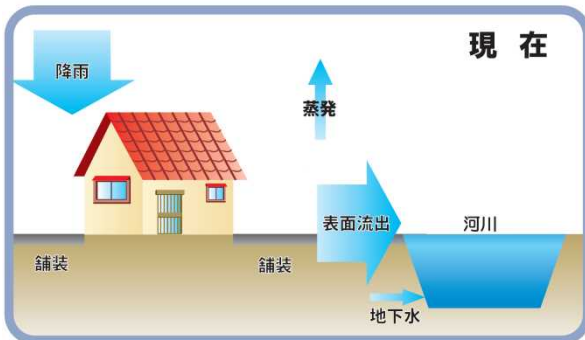 現 在
降雨
蒸発
表面流出
河川
舗装
舗装
地下水